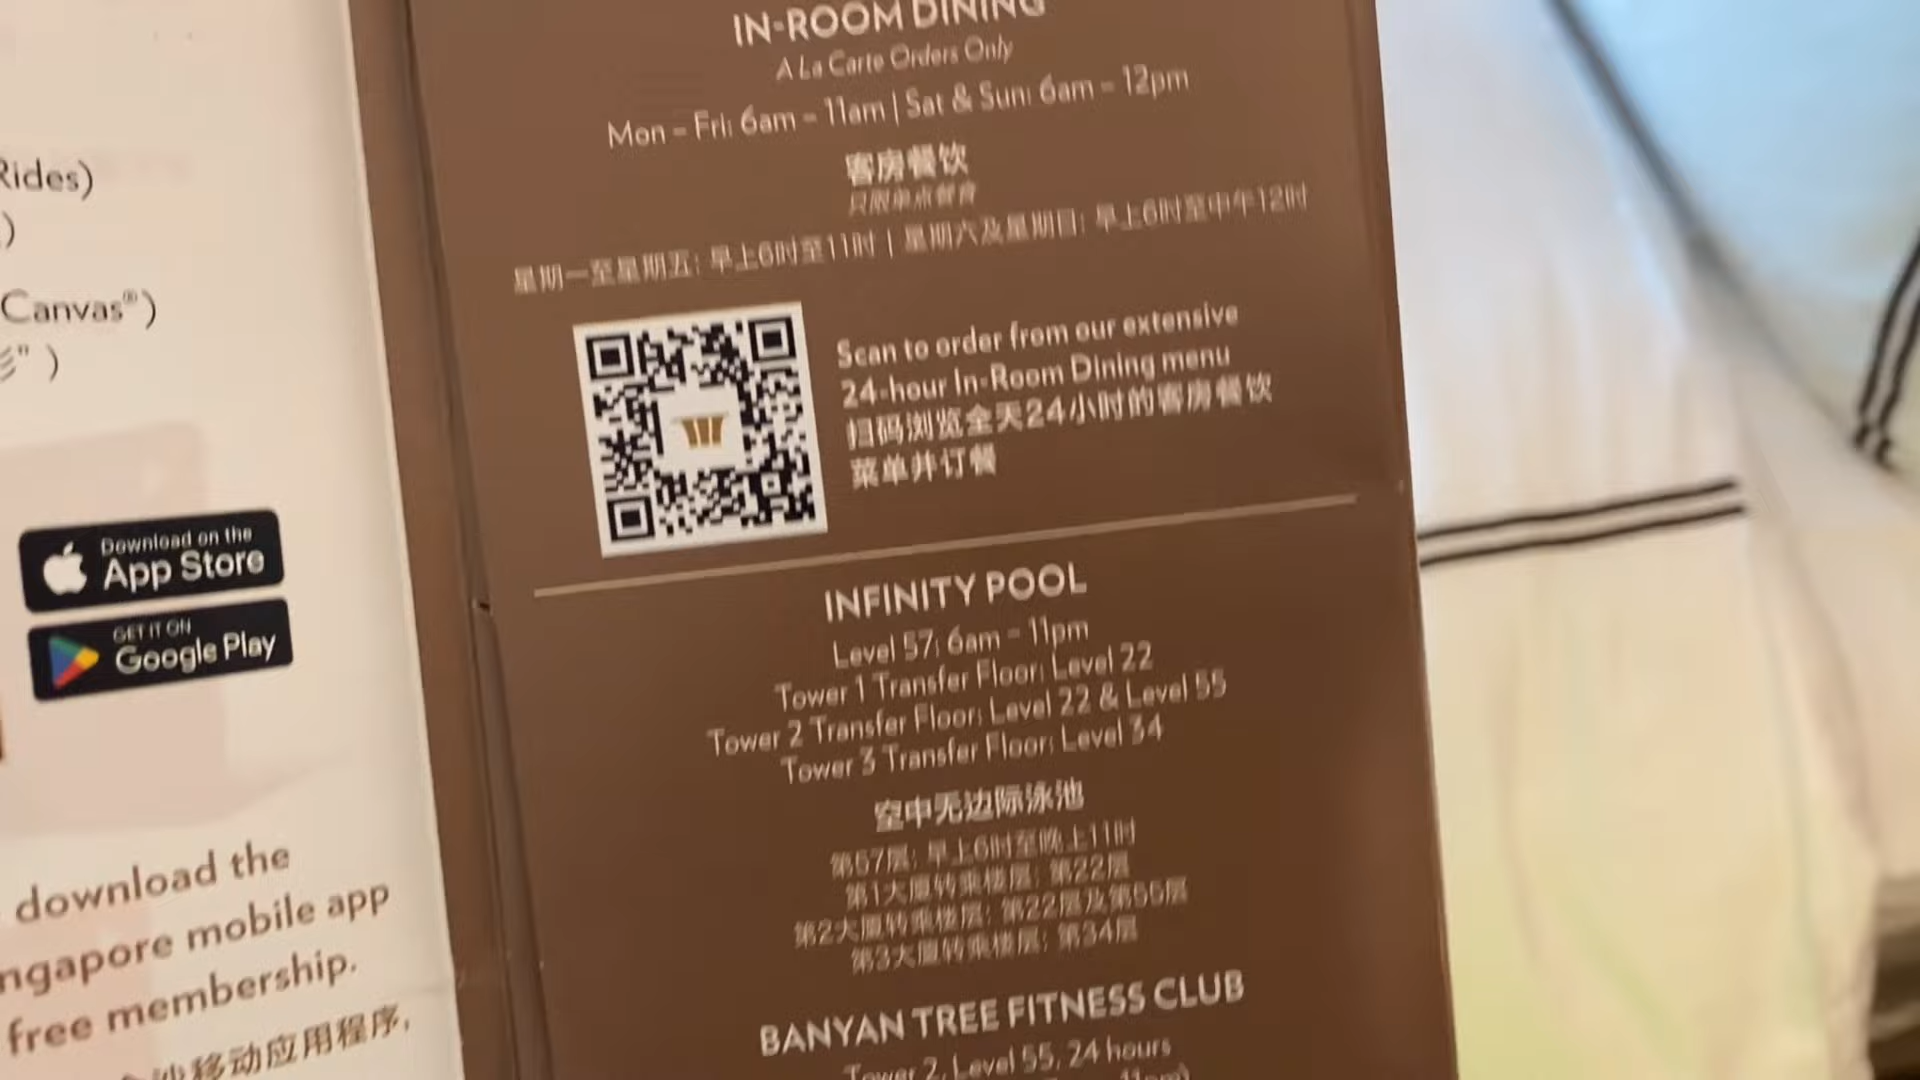 Rides)
)
Canvas®)
彩” )
Download on the
App Store
GET IT ON
Google Play
download the
ngapore mobile app
free membership.
沙移动应用程序,
IN-ROOM DINING
A La Carte Orders Only
Mon – Fri: 6am – 11am | Sat & Sun: 6am – 12pm
客房餐饮
只限单点餐食
星期一至星期五: 早上6时至11时 | 星期六及星期日: 早上6时至中午12时
Scan to order from our extensive
24-hour In-Room Dining menu
扫码浏览全天24小时的客房餐饮
菜单并订餐
INFINITY POOL
Level 57: 6am – 11pm
Tower 1 Transfer Floor: Level 22
Tower 2 Transfer Floor: Level 22 & Level 55
Tower 3 Transfer Floor: Level 34
空中无边际泳池
第57层: 早上6时至晚上11时
第1大厦转乘楼层: 第22层
第2大厦转乘楼层: 第22层及第55层
第3大厦转乘楼层: 第34层
BANYAN TREE FITNESS CLUB
Tower 2, Level 55, 24 hours
11pm)